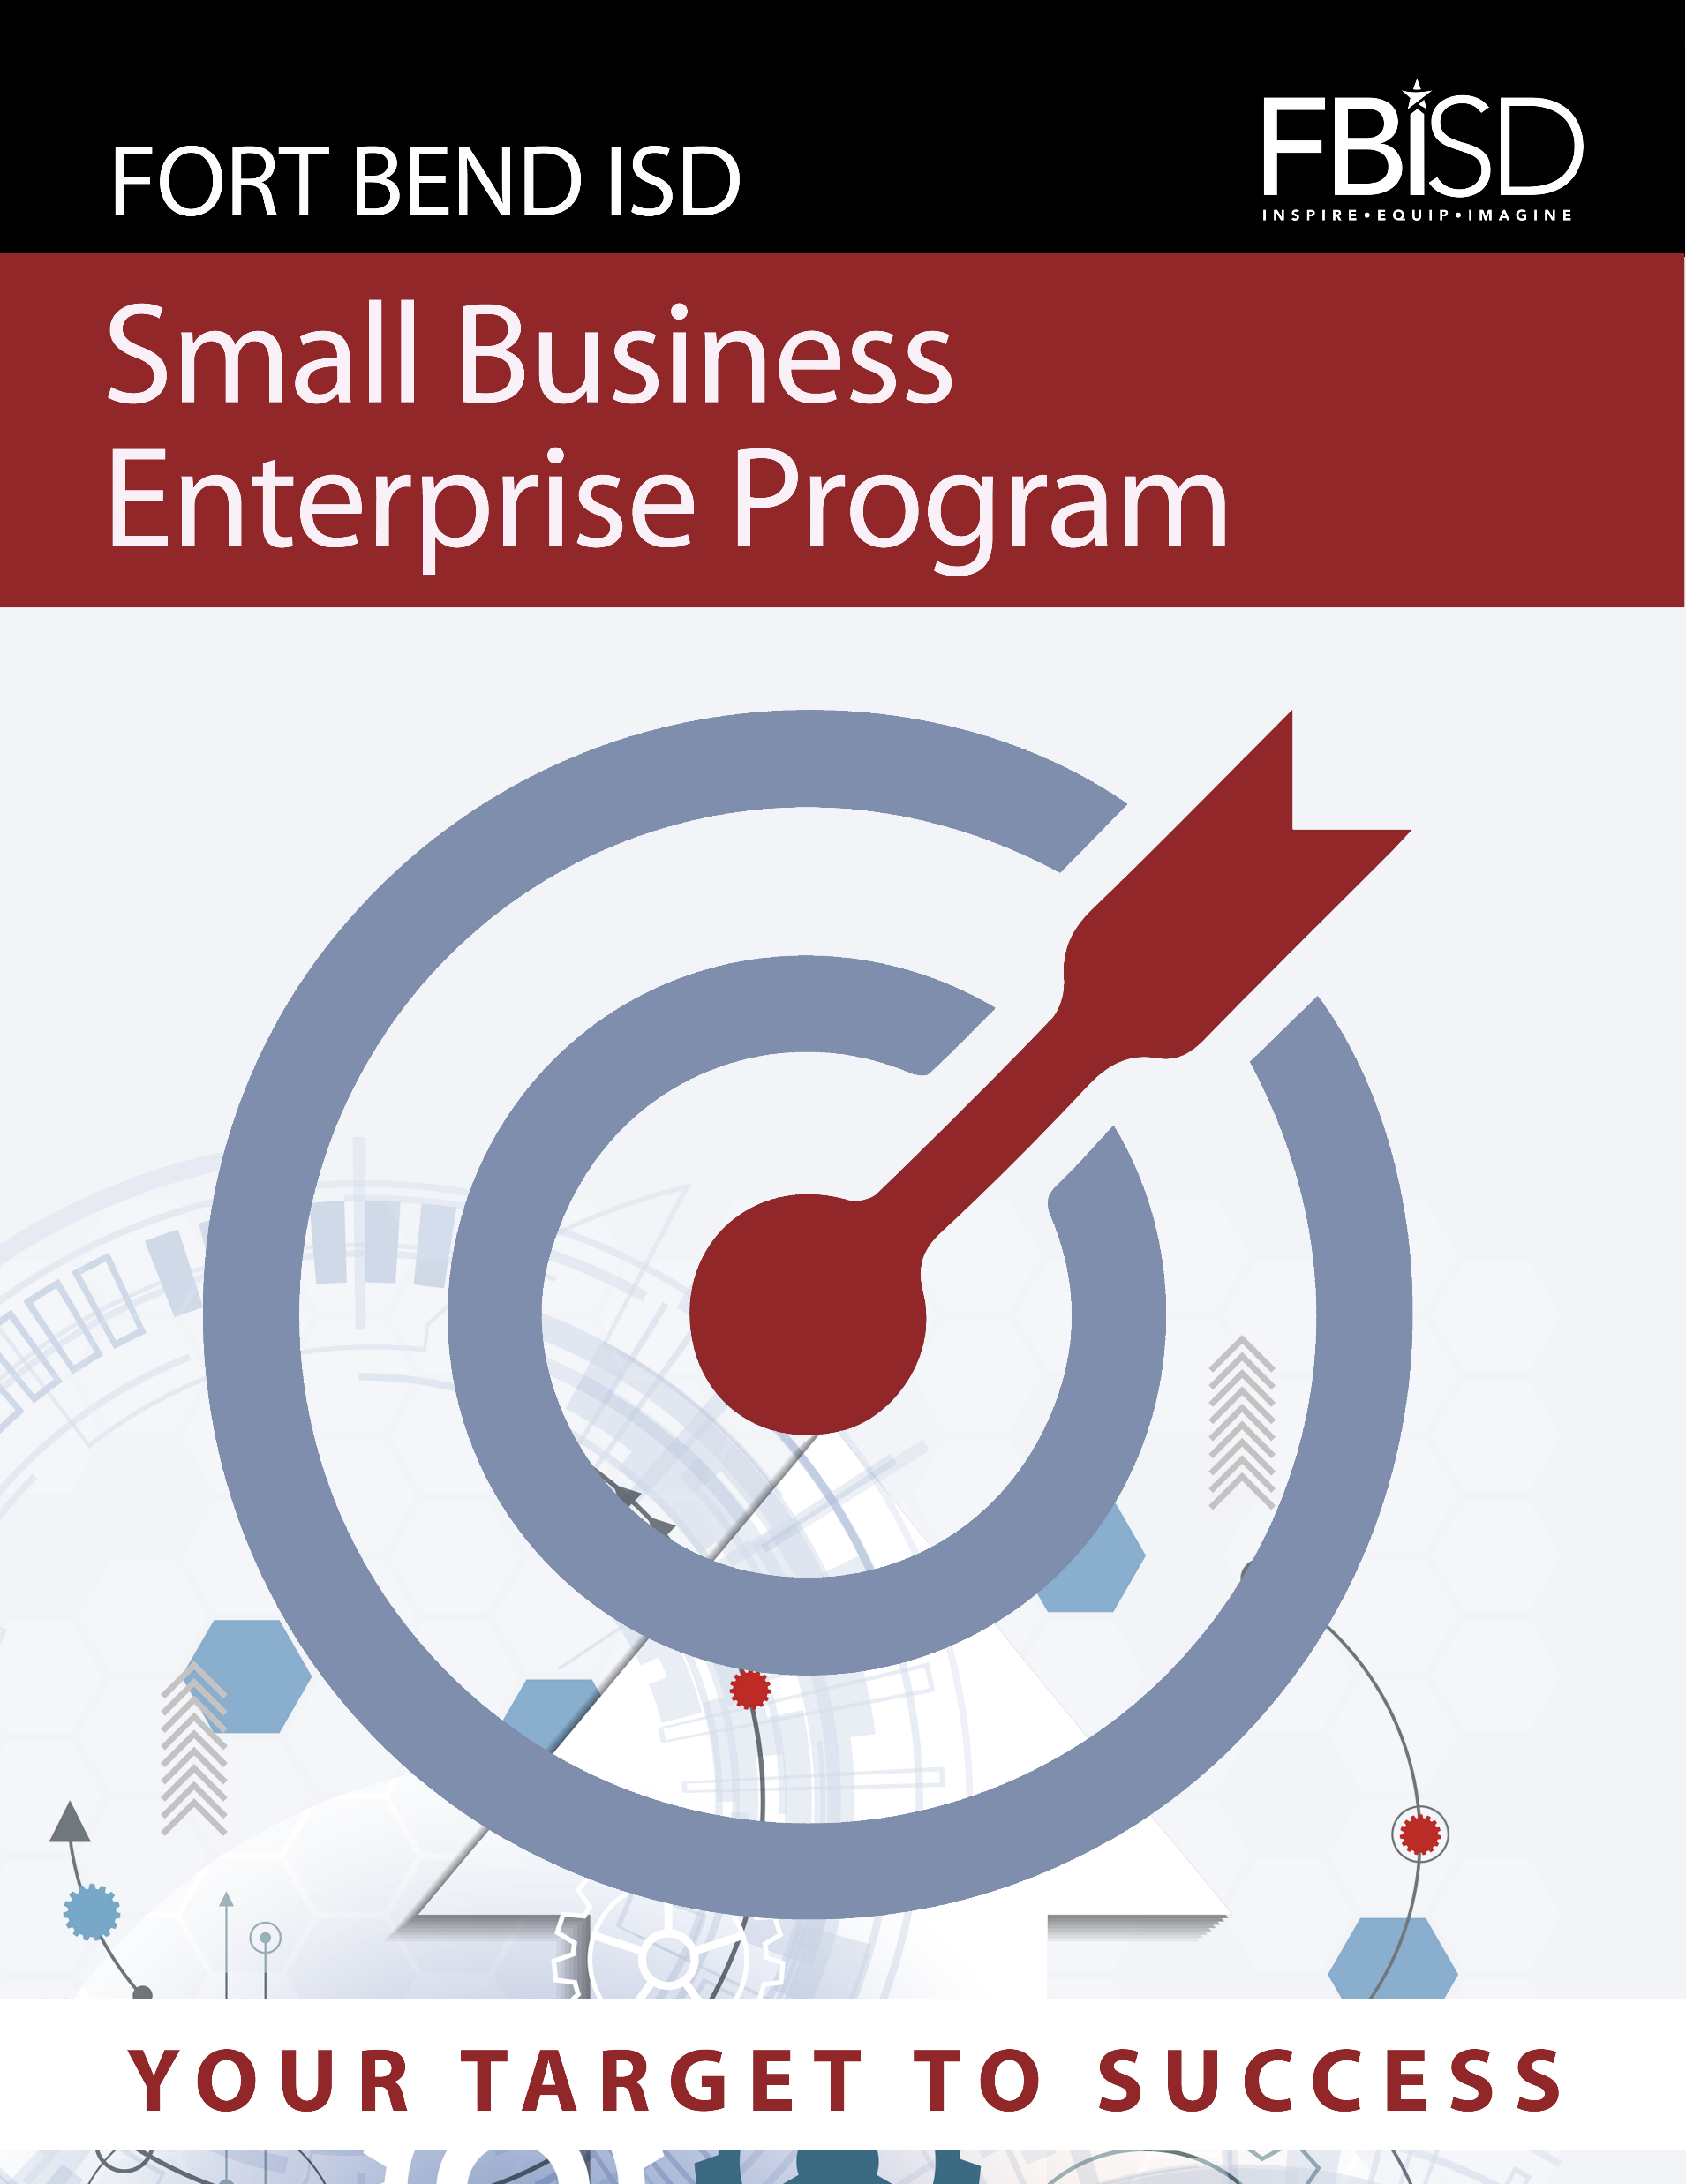 FORT BEND ISD
FBISD
INSPIRE•EQUIP•IMAGINE
Small Business
Enterprise Program
YOUR TARGET TO SUCCESS